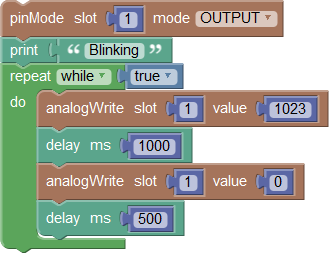 pinMode slot 1 mode OUTPUT
print “ Blinking ”
repeat while true
do
analogWrite slot 1 value 1023
delay ms 1000
analogWrite slot 1 value 0
delay ms 500